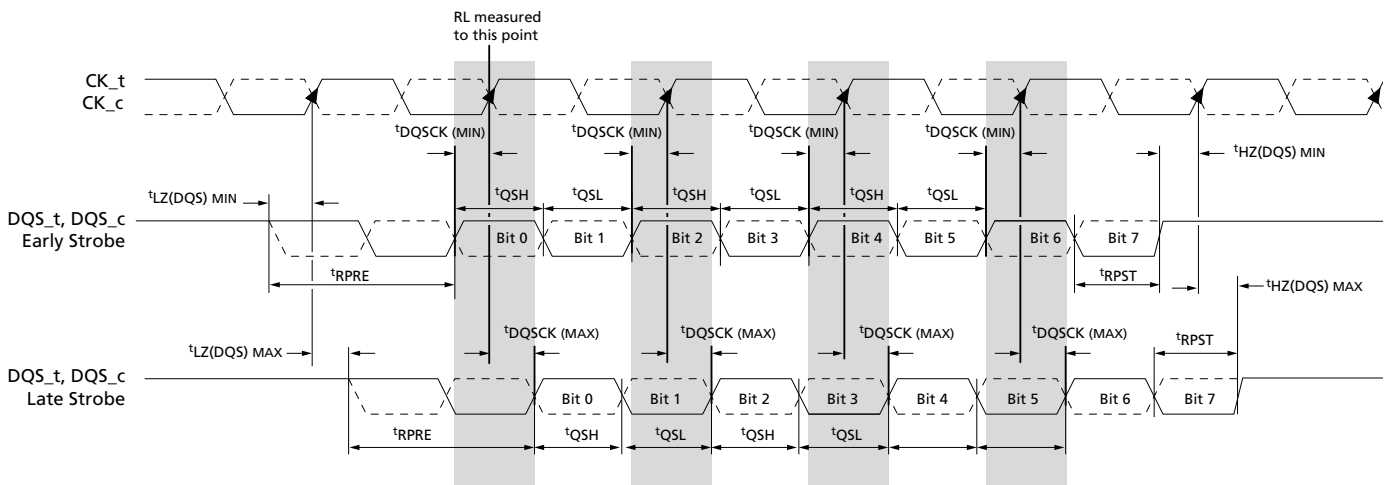 RL measured
to this point
CK_t
CK_c
tDQSCK (MIN) tDQSCK (MIN) tDQSCK (MIN) tDQSCK (MIN)
tHZ(DQS) MIN
tLZ(DQS) MIN
tQSH tQSL tQSH tQSL tQSH tQSL
DQS_t, DQS_c
Early Strobe
Bit 0 Bit 1 Bit 2 Bit 3 Bit 4 Bit 5 Bit 6 Bit 7
tRPRE
tRPST
tHZ(DQS) MAX
tDQSCK (MAX) tDQSCK (MAX) tDQSCK (MAX) tDQSCK (MAX)
tRPST
tLZ(DQS) MAX
DQS_t, DQS_c
Late Strobe
Bit 0 Bit 1 Bit 2 Bit 3 Bit 4 Bit 5 Bit 6 Bit 7
tRPRE
tQSH tQSL tQSH tQSL